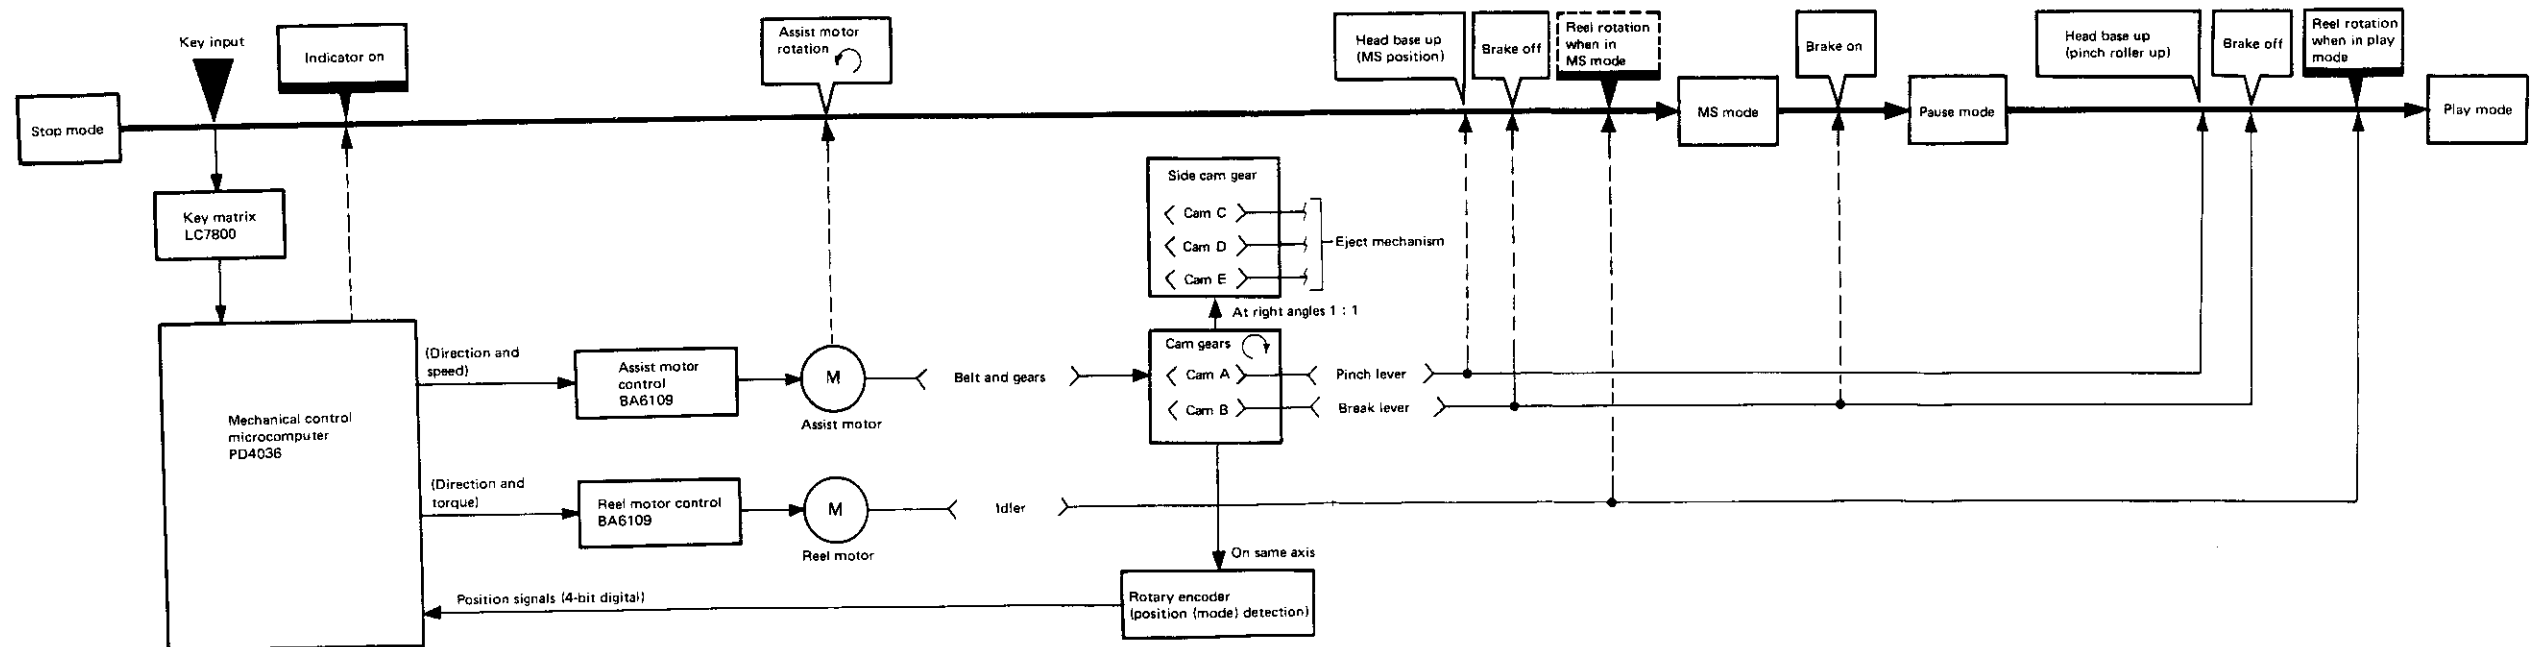 Key input
Indicator on
Assist motor
rotation
Head base up
(MS position)
Brake off
Reel rotation
when in
MS mode
Brake on
Head base up
(pinch roller up)
Brake off
Reel rotation
when in play
mode
Stop mode
MS mode
Pause mode
Play mode
Key matrix
LC7800
Side cam gear
Cam C
Cam D
Cam E
Eject mechanism
At right angles 1 : 1
(Direction and
speed)
Assist motor
control
BA6109
M
Assist motor
Belt and gears
Cam gears
Cam A
Cam B
Pinch lever
Break lever
Mechanical control
microcomputer
PD4036
(Direction and
torque)
Reel motor control
BA6109
M
Reel motor
Idler
On same axis
Position signals (4-bit digital)
Rotary encoder
(position (mode) detection)